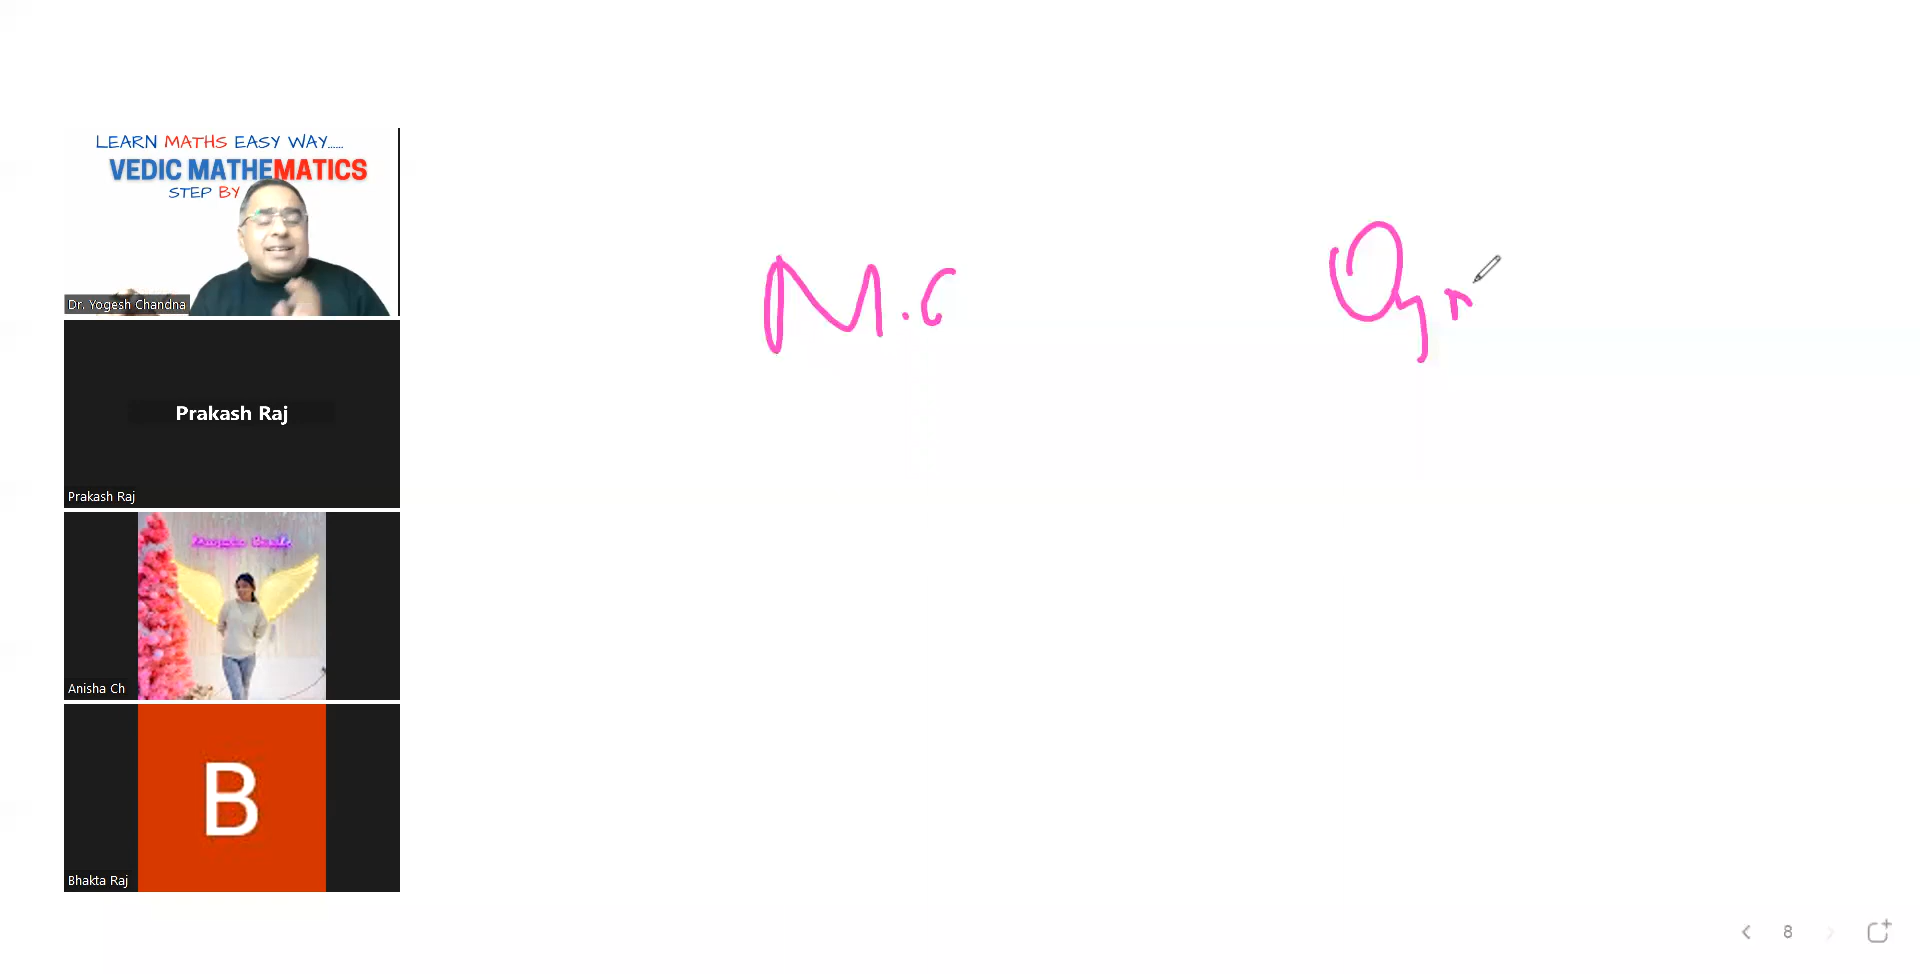 LEARN MATHS EASY WAY......
VEDIC MATHEMATICS
STEP BY
Dr. Yogesh Chandna
Prakash Raj
Prakash Raj
Anisha Ch
B
Bhakta Raj
M.C
8